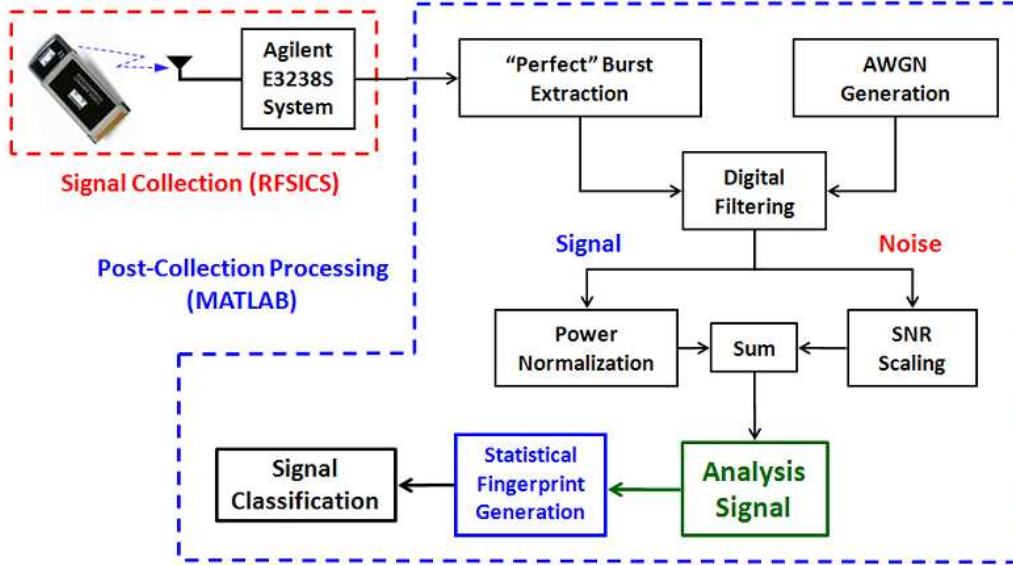 Agilent
E3238S
System
Signal Collection (RFSICS)
Post-Collection Processing
(MATLAB)
“Perfect” Burst
Extraction
AWGN
Generation
Digital
Filtering
Signal
Noise
Power
Normalization
Sum
SNR
Scaling
Analysis
Signal
Statistical
Fingerprint
Generation
Signal
Classification